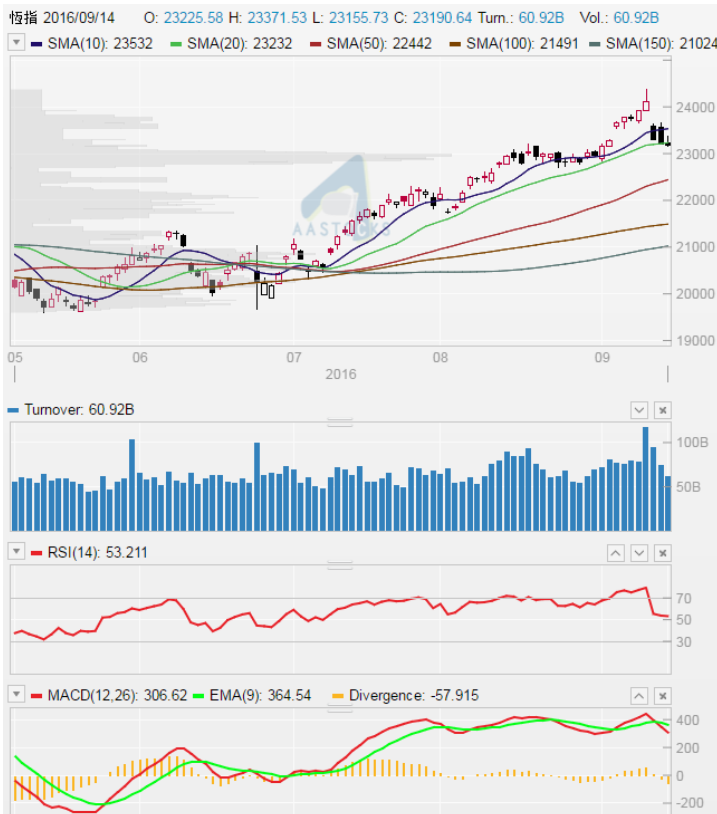 恆指 2016/09/14 O: 23225.58 H: 23371.53 L: 23155.73 C: 23190.64 Turn.: 60.92B Vol.: 60.92B
SMA(10): 23532 SMA(20): 23232 SMA(50): 22442 SMA(100): 21491 SMA(150): 21024
24000
23000
22000
AASTOCKS
21000
20000
19000
05 06 07 08 09
2016
Turnover: 60.92B
100B
50B
RSI(14): 53.211
70
50
30
MACD(12,26): 306.62 EMA(9): 364.54 Divergence: -57.915
400
200
0
-200